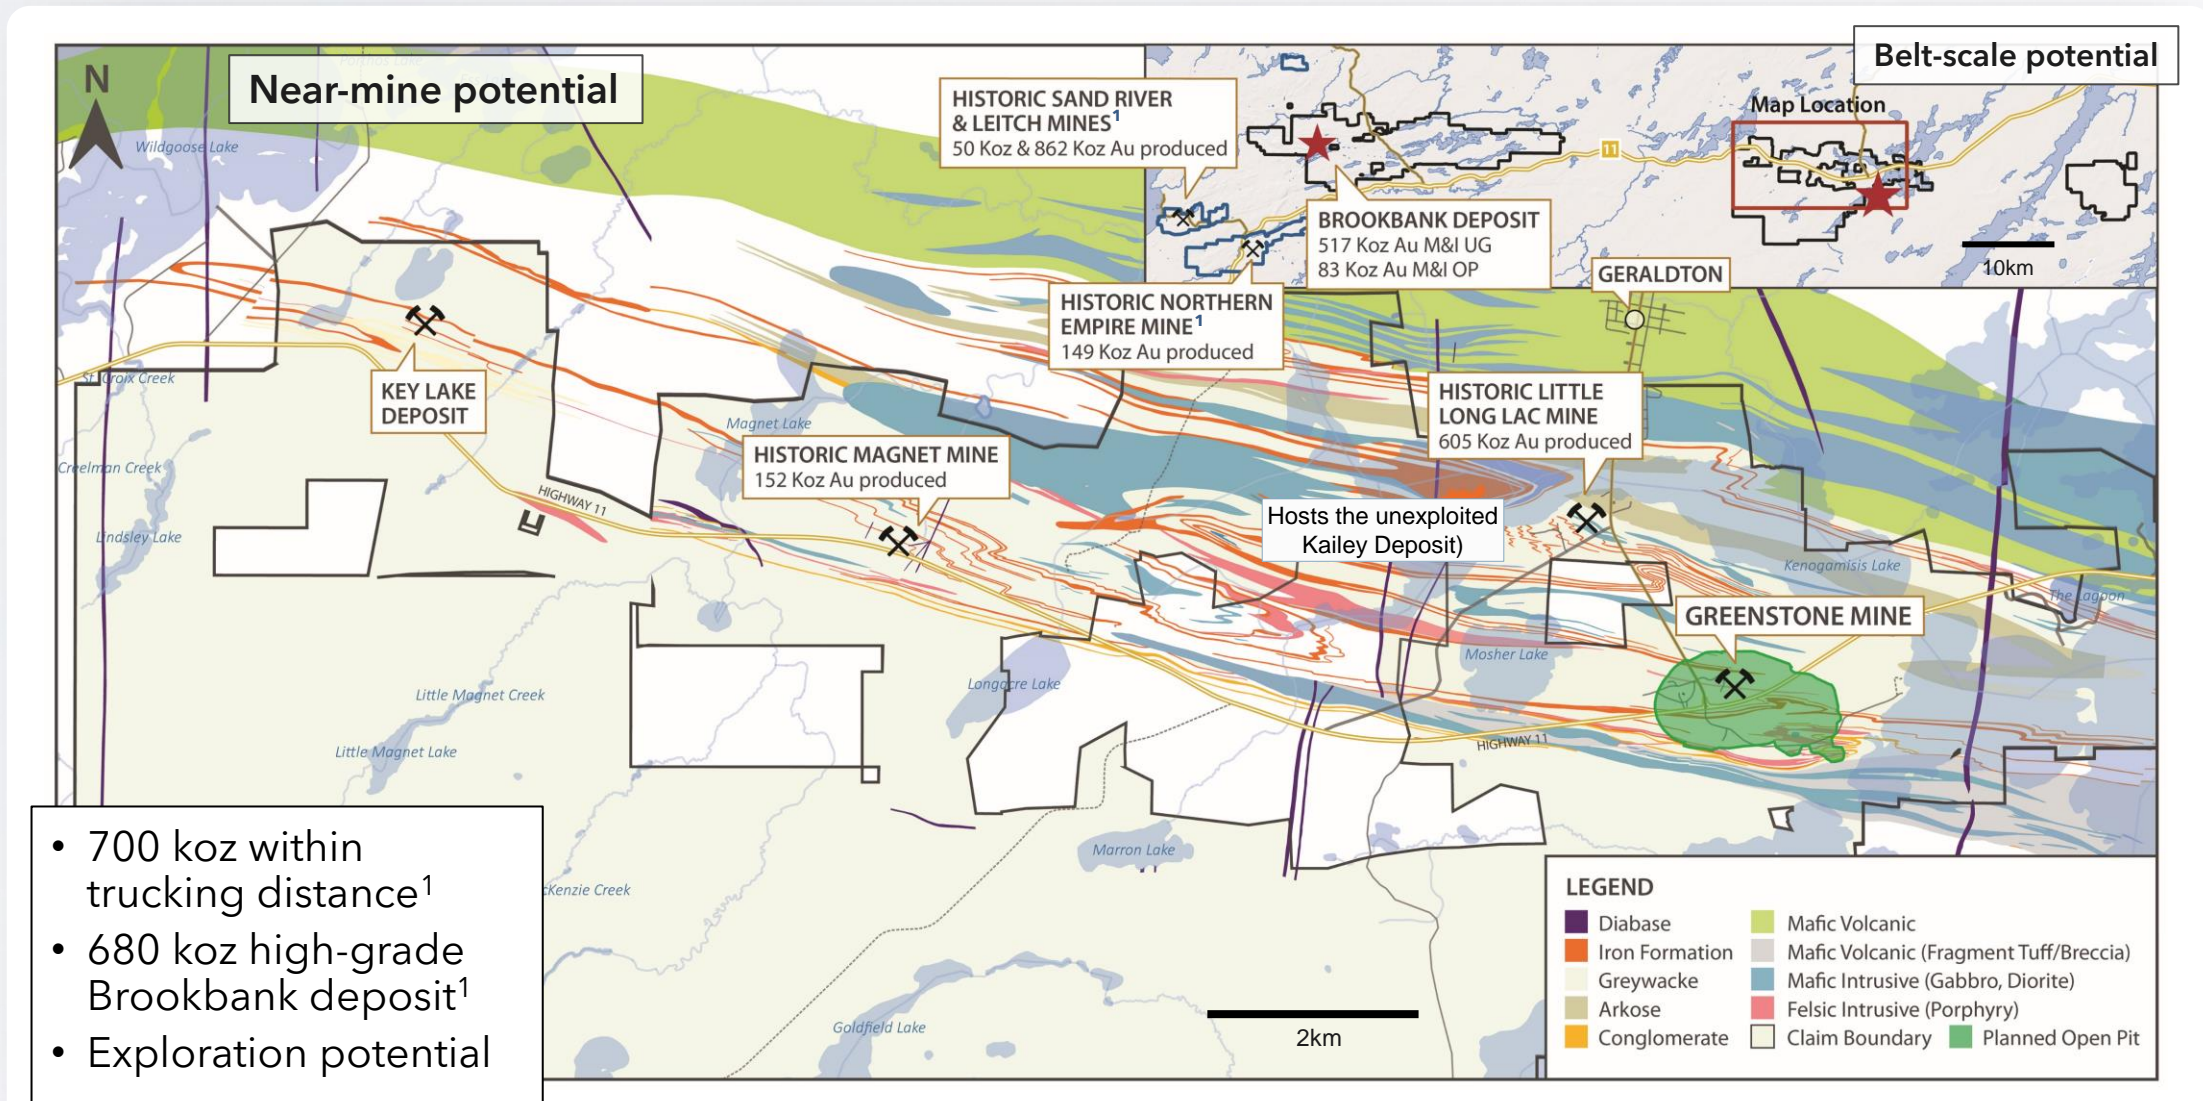 Near-mine potential
Belt-scale potential
N
Porphos Lake
Wildgoose Lake
HISTORIC SAND RIVER
& LEITCH MINES1
50 Koz & 862 Koz Au produced
Map Location
11
BROOKBANK DEPOSIT
517 Koz Au M&I UG
83 Koz Au M&I OP
10km
GERALDTON
HISTORIC NORTHERN
EMPIRE MINE1
149 Koz Au produced
St. Croix Creek
KEY LAKE
DEPOSIT
HISTORIC LITTLE
LONG LAC MINE
605 Koz Au produced
Magnet Lake
HISTORIC MAGNET MINE
152 Koz Au produced
Creelman Creek
HIGHWAY 11
Hosts the unexploited
Kailey Deposit)
Lindsley Lake
Kenogamisis Lake
The Lagoon
GREENSTONE MINE
Mosher Lake
Longacre Lake
Little Magnet Creek
Little Magnet Lake
HIGHWAY 11
Marron Lake
cKenzie Creek
Goldfield Lake
2km
• 700 koz within
trucking distance1
• 680 koz high-grade
Brookbank deposit1
• Exploration potential
LEGEND
Diabase
Iron Formation
Greywacke
Arkose
Conglomerate
Mafic Volcanic
Mafic Volcanic (Fragment Tuff/Breccia)
Mafic Intrusive (Gabbro, Diorite)
Felsic Intrusive (Porphyry)
Claim Boundary
Planned Open Pit